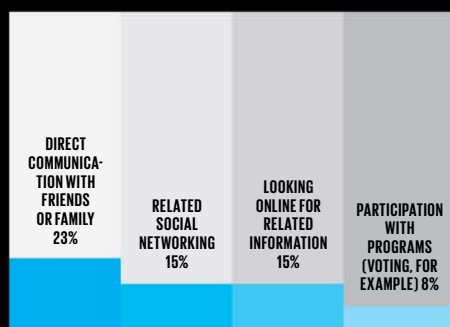 DIRECT
COMMUNICA-
TION WITH
FRIENDS
OR FAMILY
23%
RELATED
SOCIAL
NETWORKING
15%
LOOKING
ONLINE FOR
RELATED
INFORMATION
15%
PARTICIPATION
WITH
PROGRAMS
(VOTING, FOR
EXAMPLE) 8%